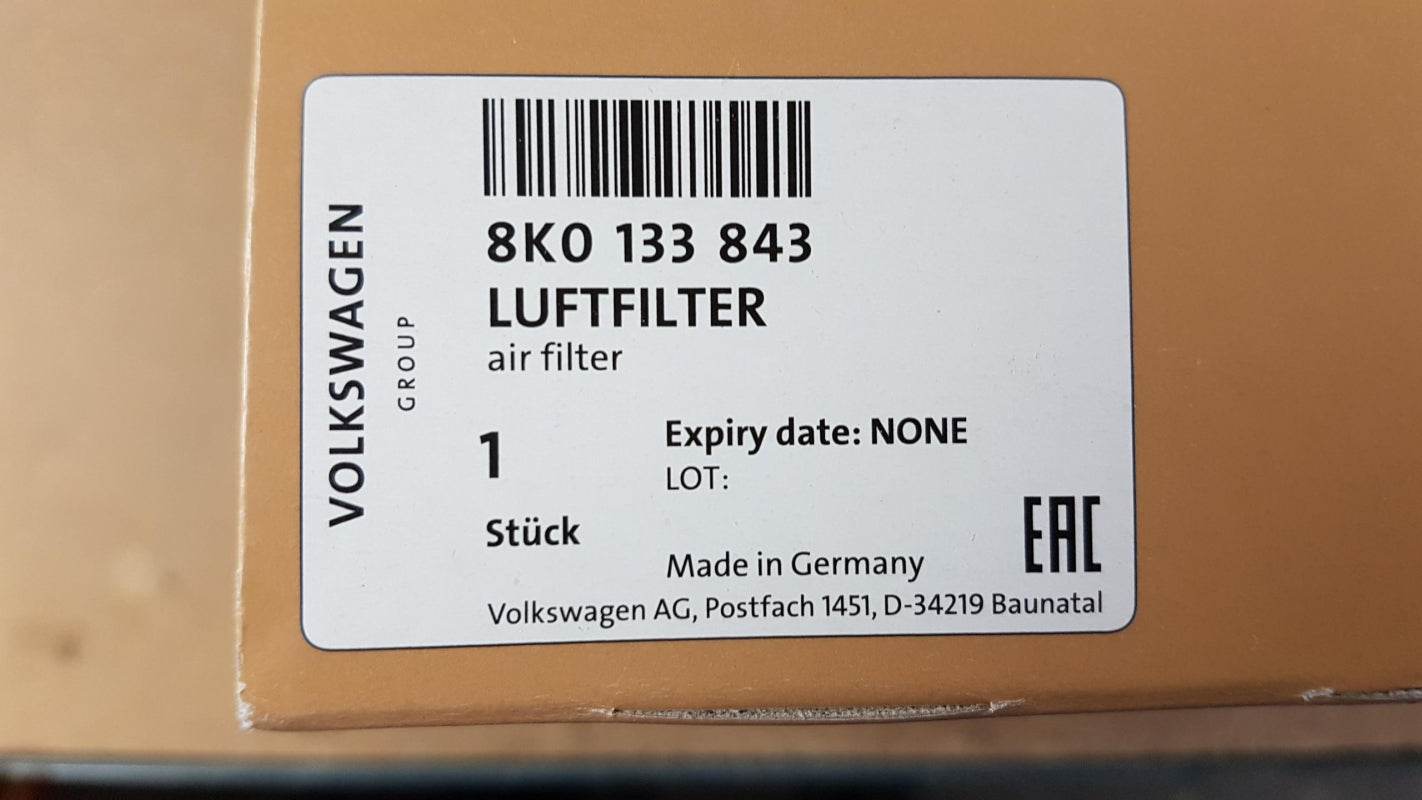 VOLKSWAGEN
GROUP
8K0 133 843
LUFTFILTER
air filter
1
Stück
Expiry date: NONE
LOT:
Made in Germany
EAC
Volkswagen AG, Postfach 1451, D-34219 Baunatal